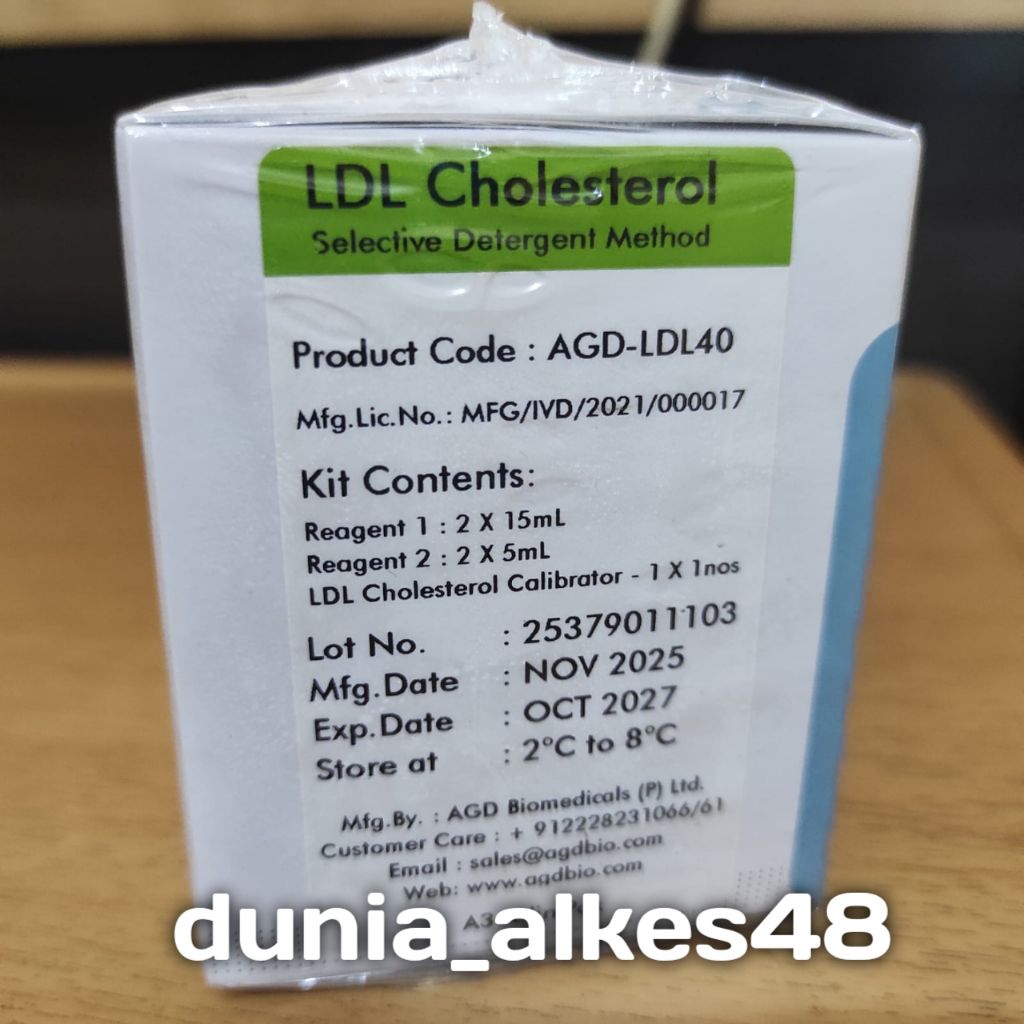 LDL Cholesterol
Selective Detergent Method
Product Code : AGD-LDL40
Mfg.Lic.No.: MFG/IVD/2021/000017
Kit Contents:
Reagent 1 : 2 X 15mL
Reagent 2 : 2 X 5mL
LDL Cholesterol Calibrator - 1 X 1nos
Lot No. : 25379011103
Mfg.Date : NOV 2025
Exp.Date : OCT 2027
Store at : 2°C to 8°C
Mfg.By. : AGD Biomedicals (P) Ltd.
Customer Care : + 912228231066/61
Email : sales@agdbio.com
Web: www.agdbio.com
dunia_alkes48